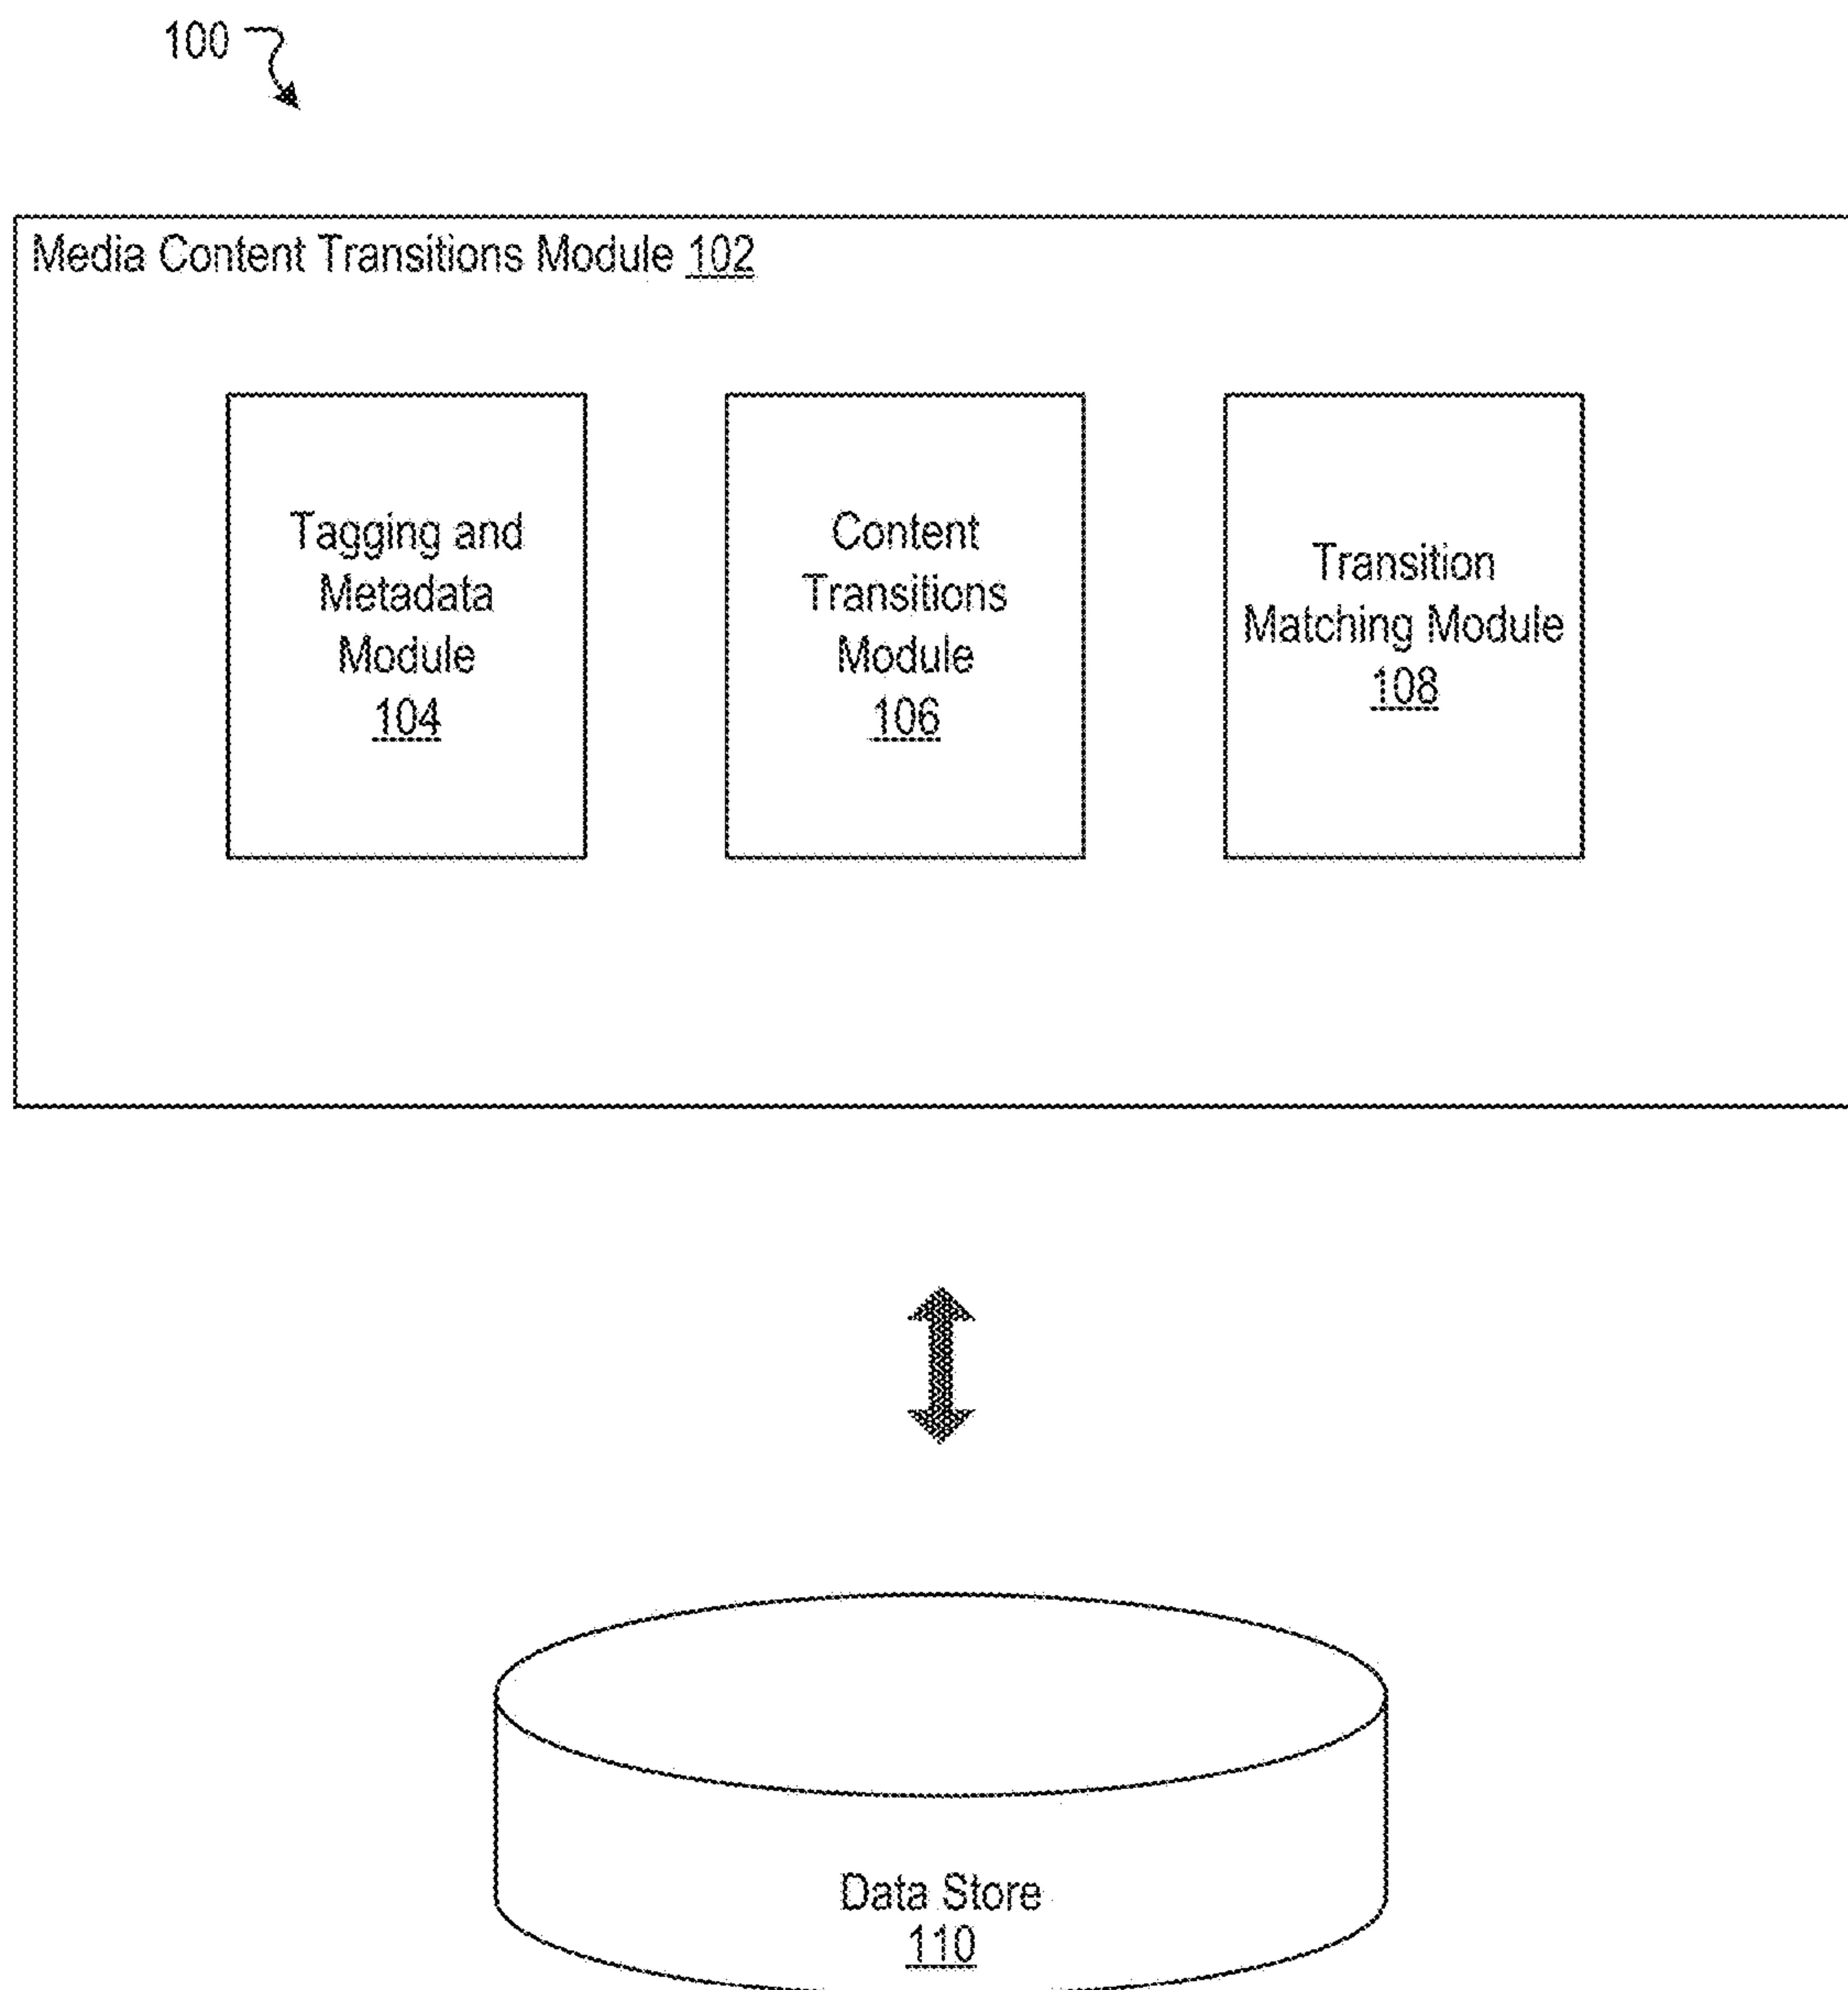 100
Media Content Transitions Module 102
Tagging and
Metadata
Module
104
Content
Transitions
Module
106
Transition
Matching Module
108
Data Store
110